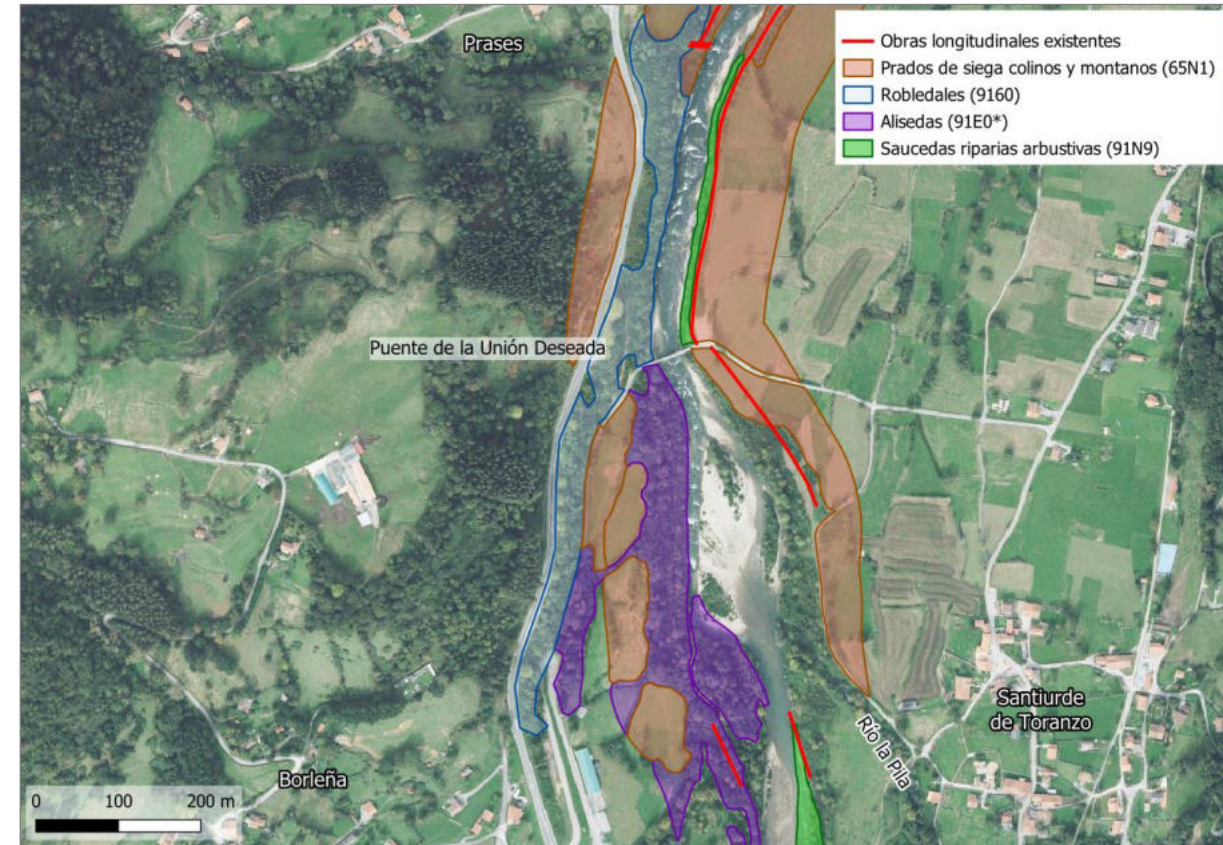 Prases
Obras longitudinales existentes
Prados de siega colinos y montanos (65N1)
Robledales (9160)
Alisedas (91E0*)
Saucedas riparias arbustivas (91N9)
Puente de la Unión Deseada
Santiurde
de Toranzo
Río la Pila
Borleña
0 100 200 m